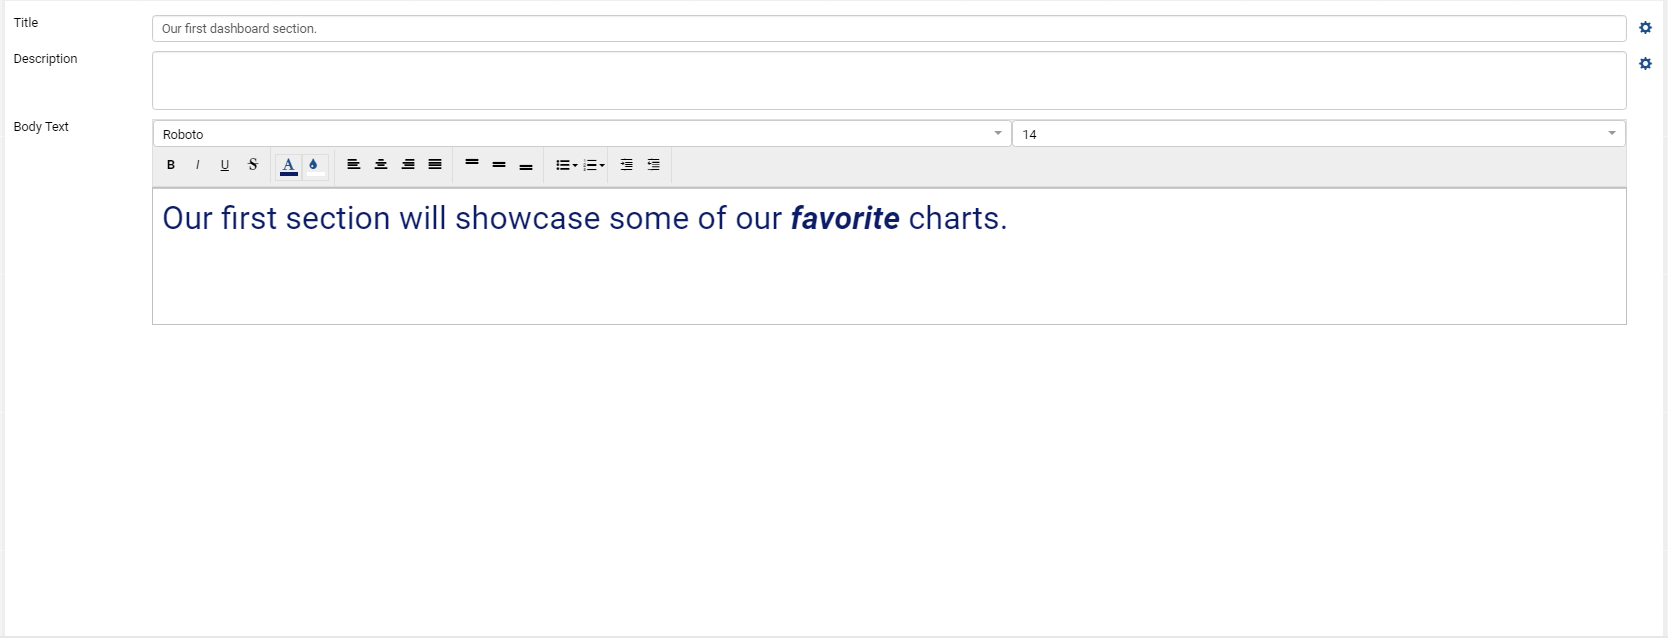 Title
Our first dashboard section.
Description
Body Text
Roboto
14
B I U S A
Our first section will showcase some of our favorite charts.